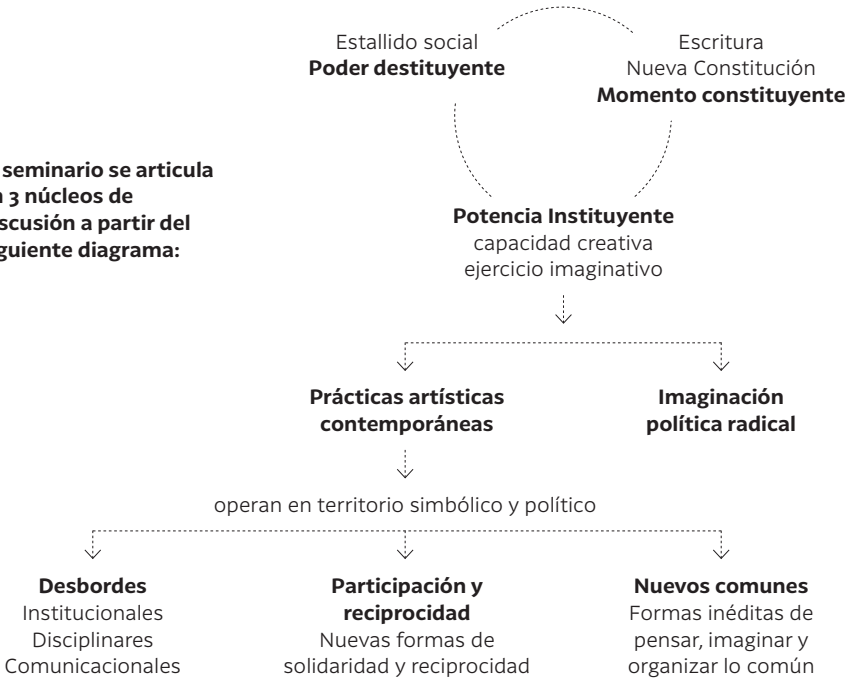 Estallido social
Poder destituyente
Escritura
Nueva Constitución
Momento constituyente
seminario se articula
3 núcleos de
a partir del
diagrama:
Potencia Instituyente
capacidad creativa
ejercicio imaginativo
Prácticas artísticas
contemporáneas
Imaginación
política radical
operan en territorio simbólico y político
Desbordes
Institucionales
Disciplinares
Comunicacionales
Participación y
reciprocidad
Nuevas formas de
solidaridad y reciprocidad
Nuevos comunes
Formas inéditas de
pensar, imaginar y
organizar lo común